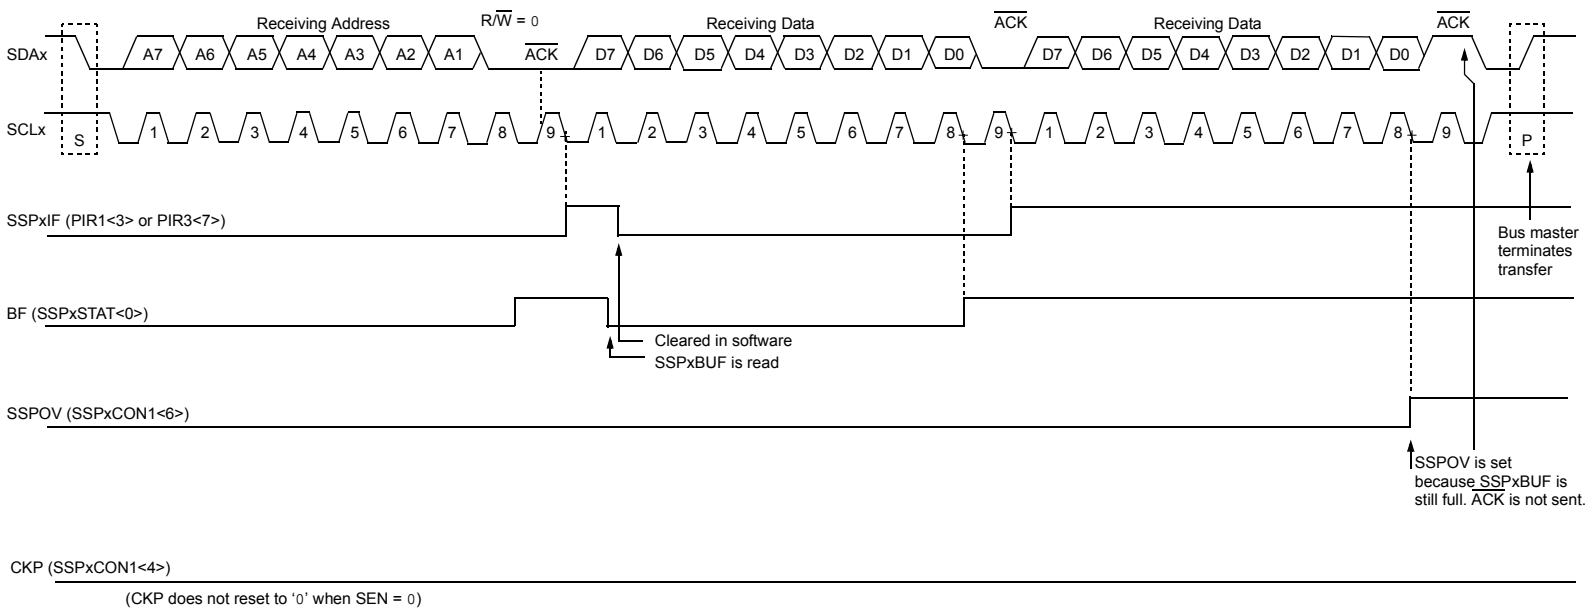 Receiving Address R/W = 0 Receiving Data ACK Receiving Data ACK
SDAx A7 A6 A5 A4 A3 A2 A1 ACK D7 D6 D5 D4 D3 D2 D1 D0 D7 D6 D5 D4 D3 D2 D1 D0
SCLx S 1 2 3 4 5 6 7 8 9 1 2 3 4 5 6 7 8 9 1 2 3 4 5 6 7 8 9 P
SSPxIF (PIR1<3> or PIR3<7>)
Bus master
terminates
transfer
BF (SSPxSTAT<0>)
Cleared in software
SSPxBUF is read
SSPOV (SSPxCON1<6>)
SSPOV is set
because SSPxBUF is
still full. ACK is not sent.
CKP (SSPxCON1<4>)
(CKP does not reset to ‘0’ when SEN = 0)